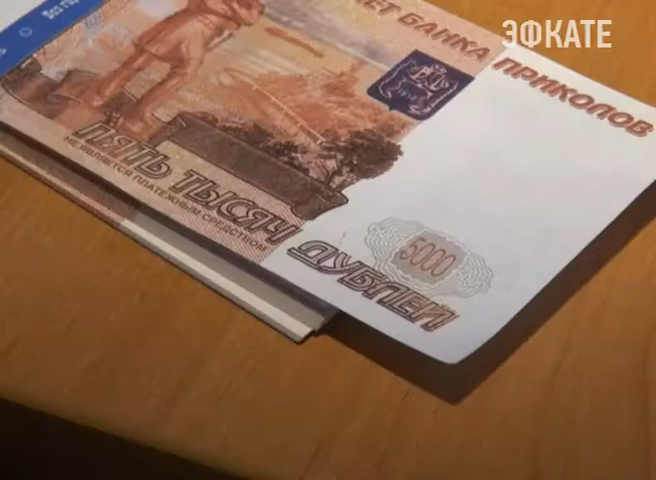 ЭФКАТЕ
БАНКА ПРИКОЛОВ
ПЯТЬ ТЫСЯЧ ДУБЛЕЙ
НЕ ЯВЛЯЕТСЯ ПЛАТЕЖНЫМ СРЕДСТВОМ
5000